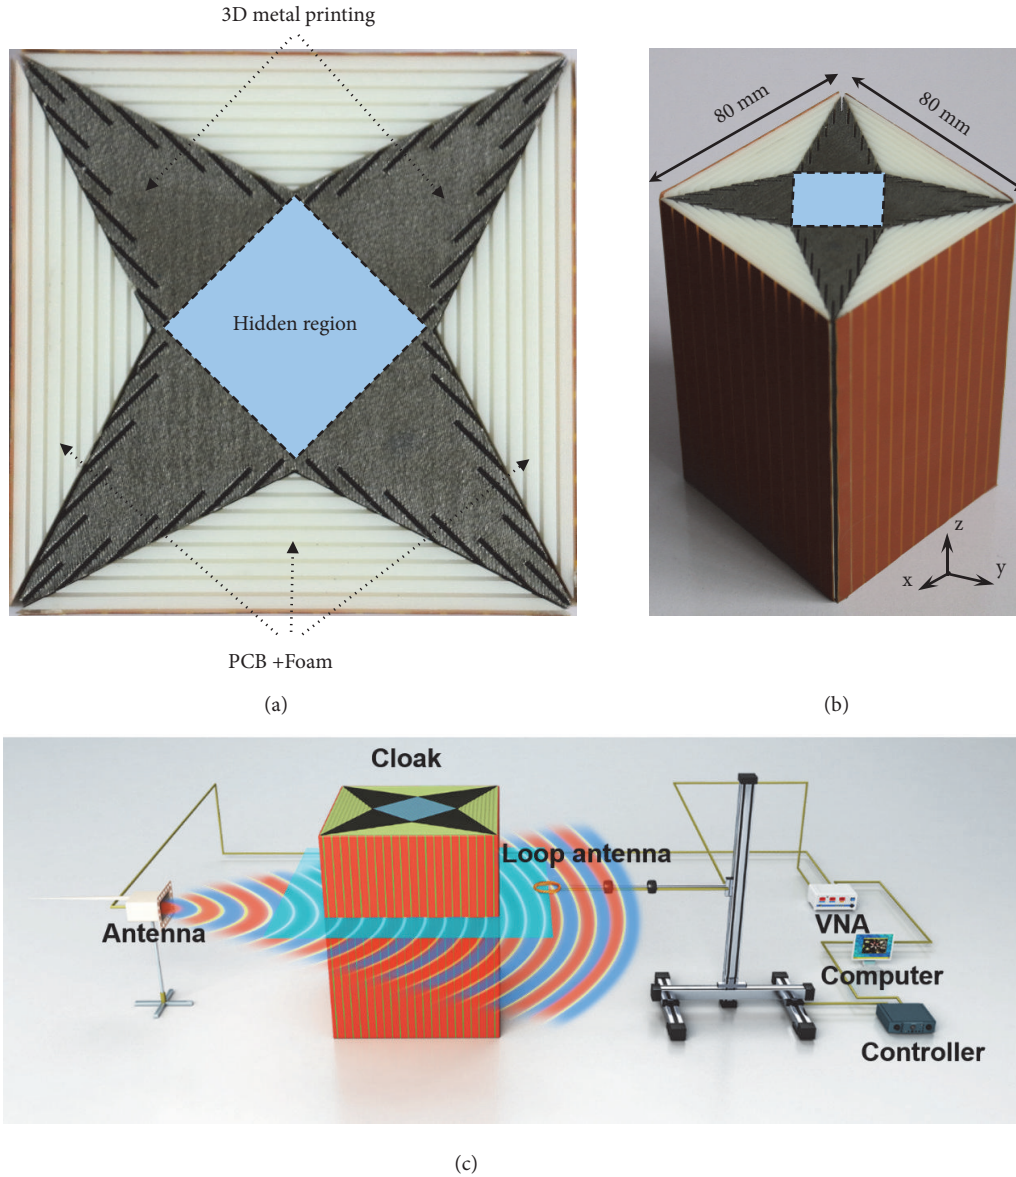 3D metal printing
Hidden region
PCB +Foam
(a)
80 mm
80 mm
z
x
y
(b)
Cloak
Loop antenna
Antenna
VNA
Computer
Controller
(c)